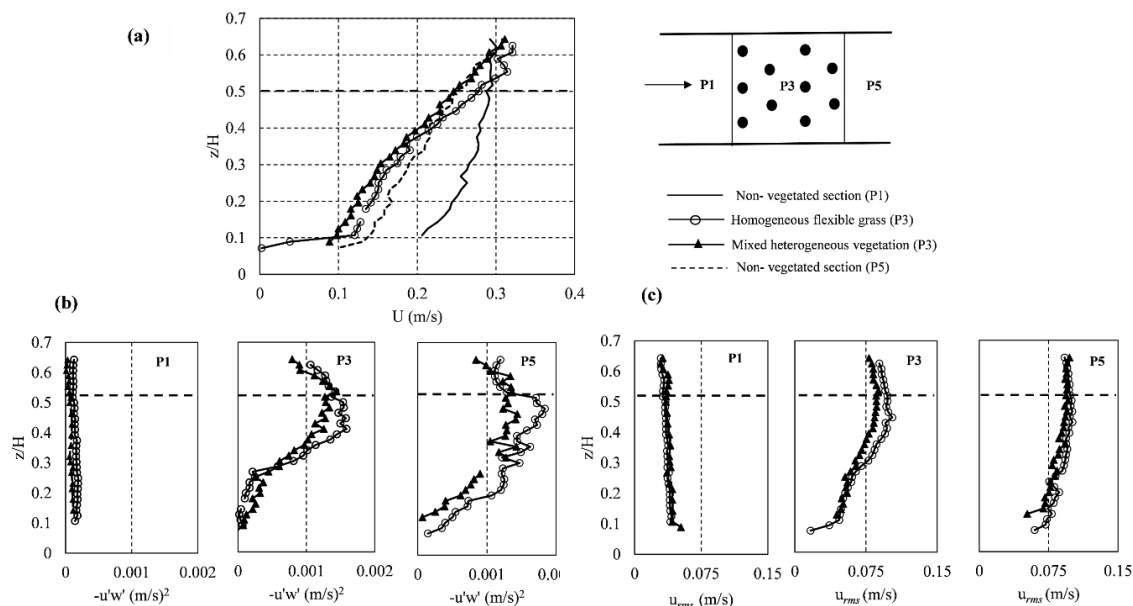 (a)
0.7
0.6
0.5
0.4
0.3
0.2
0.1
0
z/H
0 0.1 0.2 0.3 0.4
U (m/s)
P1 P3 P5
Non- vegetated section (P1)
Homogeneous flexible grass (P3)
Mixed heterogeneous vegetation (P3)
Non- vegetated section (P5)
(b)
0.7
0.6
0.5
0.4
0.3
0.2
0.1
0
z/H
P1
0 0.001 0.002
-u'w' (m/s)2
P3
0 0.001 0.002
-u'w' (m/s)2
P5
0 0.001 0.00
-u'w' (m/s)2
(c)
0.7
0.6
0.5
0.4
0.3
0.2
0.1
0
z/H
P1
0 0.075 0.15
urms (m/s)
P3
0 0.075 0.15
urms (m/s)
P5
0 0.075 0.15
urms (m/s)